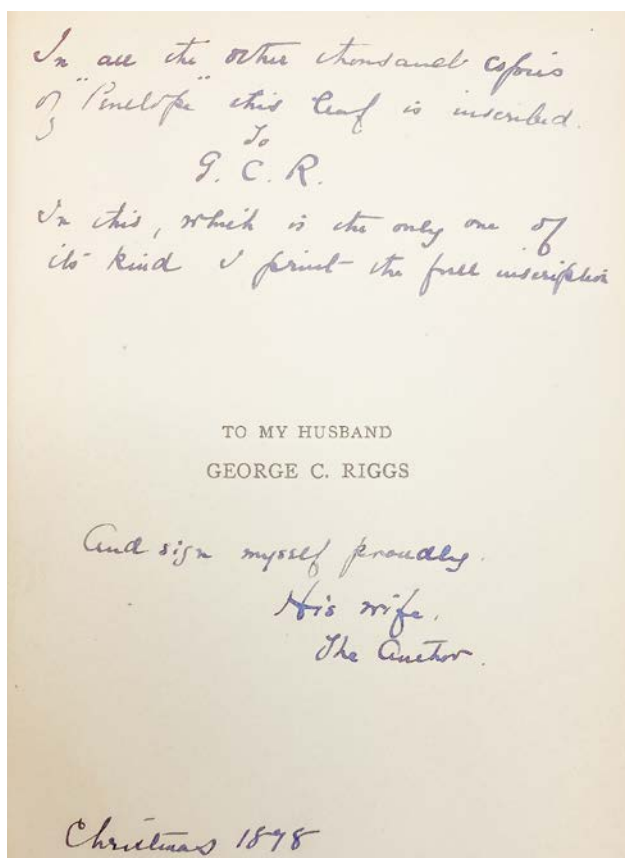 In all the other thousand copies
of "Penelope" this leaf is inscribed.
To
G. C. R.
In this, which is the only one of
its kind I print the full inscription
TO MY HUSBAND
GEORGE C. RIGGS
And sign myself proudly.
His wife.
The Author.
Christmas 1898